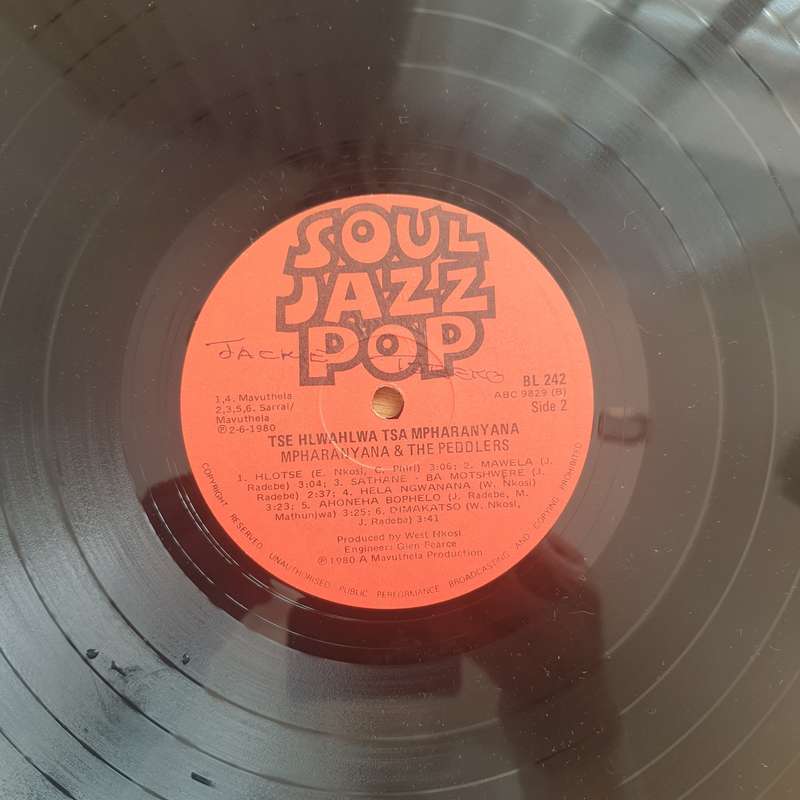 SOUL
JAZZ
POP
JACKIE
BL 242
ABC 9829 (B)
Side 2
1,4. Mavuthela
2,3,5,6. Sarrai/
Mavuthela
℗2-6-1980
TSE HLWAHLWA TSA MPHARANYANA
MPHARANYANA & THE PEDDLERS
1. HLOTSE (E. Nkosi, C. Phiri) 3:06; 2. MAWELA (J.
Radebe) 3:04; 3. SATHANE - BA MOTSHWERE (J.
Radebe) 2:37; 4. HELA NGWANANA (W. Nkosi)
3:23; 5. AHONEHA BOPHELO (J. Radebe, M.
Mathunjwa) 3:25; 6. DIMAKATSO (W. Nkosi,
J. Radebe) 3:41
Produced by West Nkosi
Engineer: Glen Pearce
℗1980 A Mavuthela Production
COPYRIGHT RESERVED. UNAUTHORISED PUBLIC PERFORMANCE BROADCASTING AND COPYING PROHIBITED